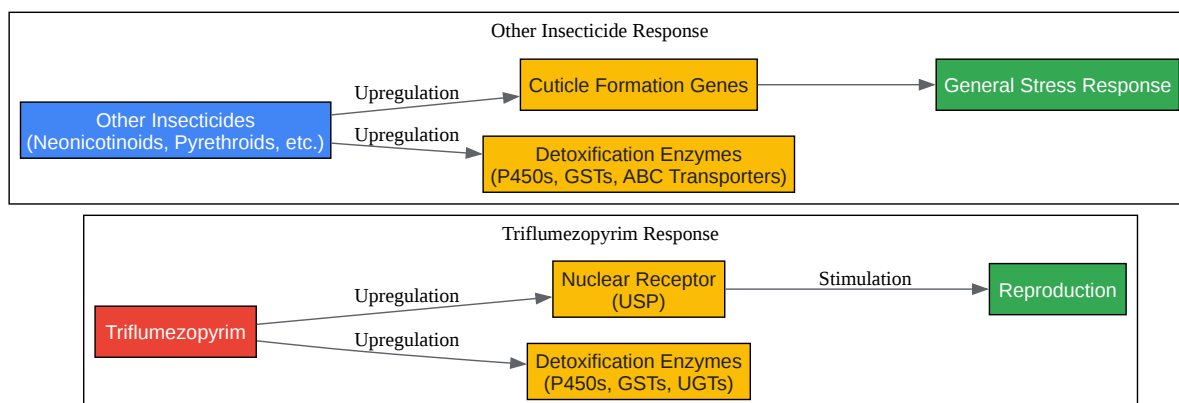 Other Insecticide Response
Upregulation
Cuticle Formation Genes
General Stress Response
Other Insecticides
(Neonicotinoids, Pyrethroids, etc.)
Upregulation
Detoxification Enzymes
(P450s, GSTs, ABC Transporters)
Triflumezopyrim Response
Triflumezopyrim
Upregulation
Nuclear Receptor
(USP)
Stimulation
Reproduction
Upregulation
Detoxification Enzymes
(P450s, GSTs, UGTs)